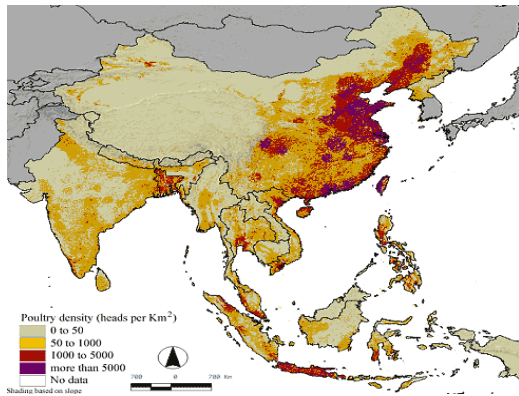 Poultry density (heads per Km²)
0 to 50
50 to 1000
1000 to 5000
more than 5000
No data
Shading based on slope
700 0 700 Km